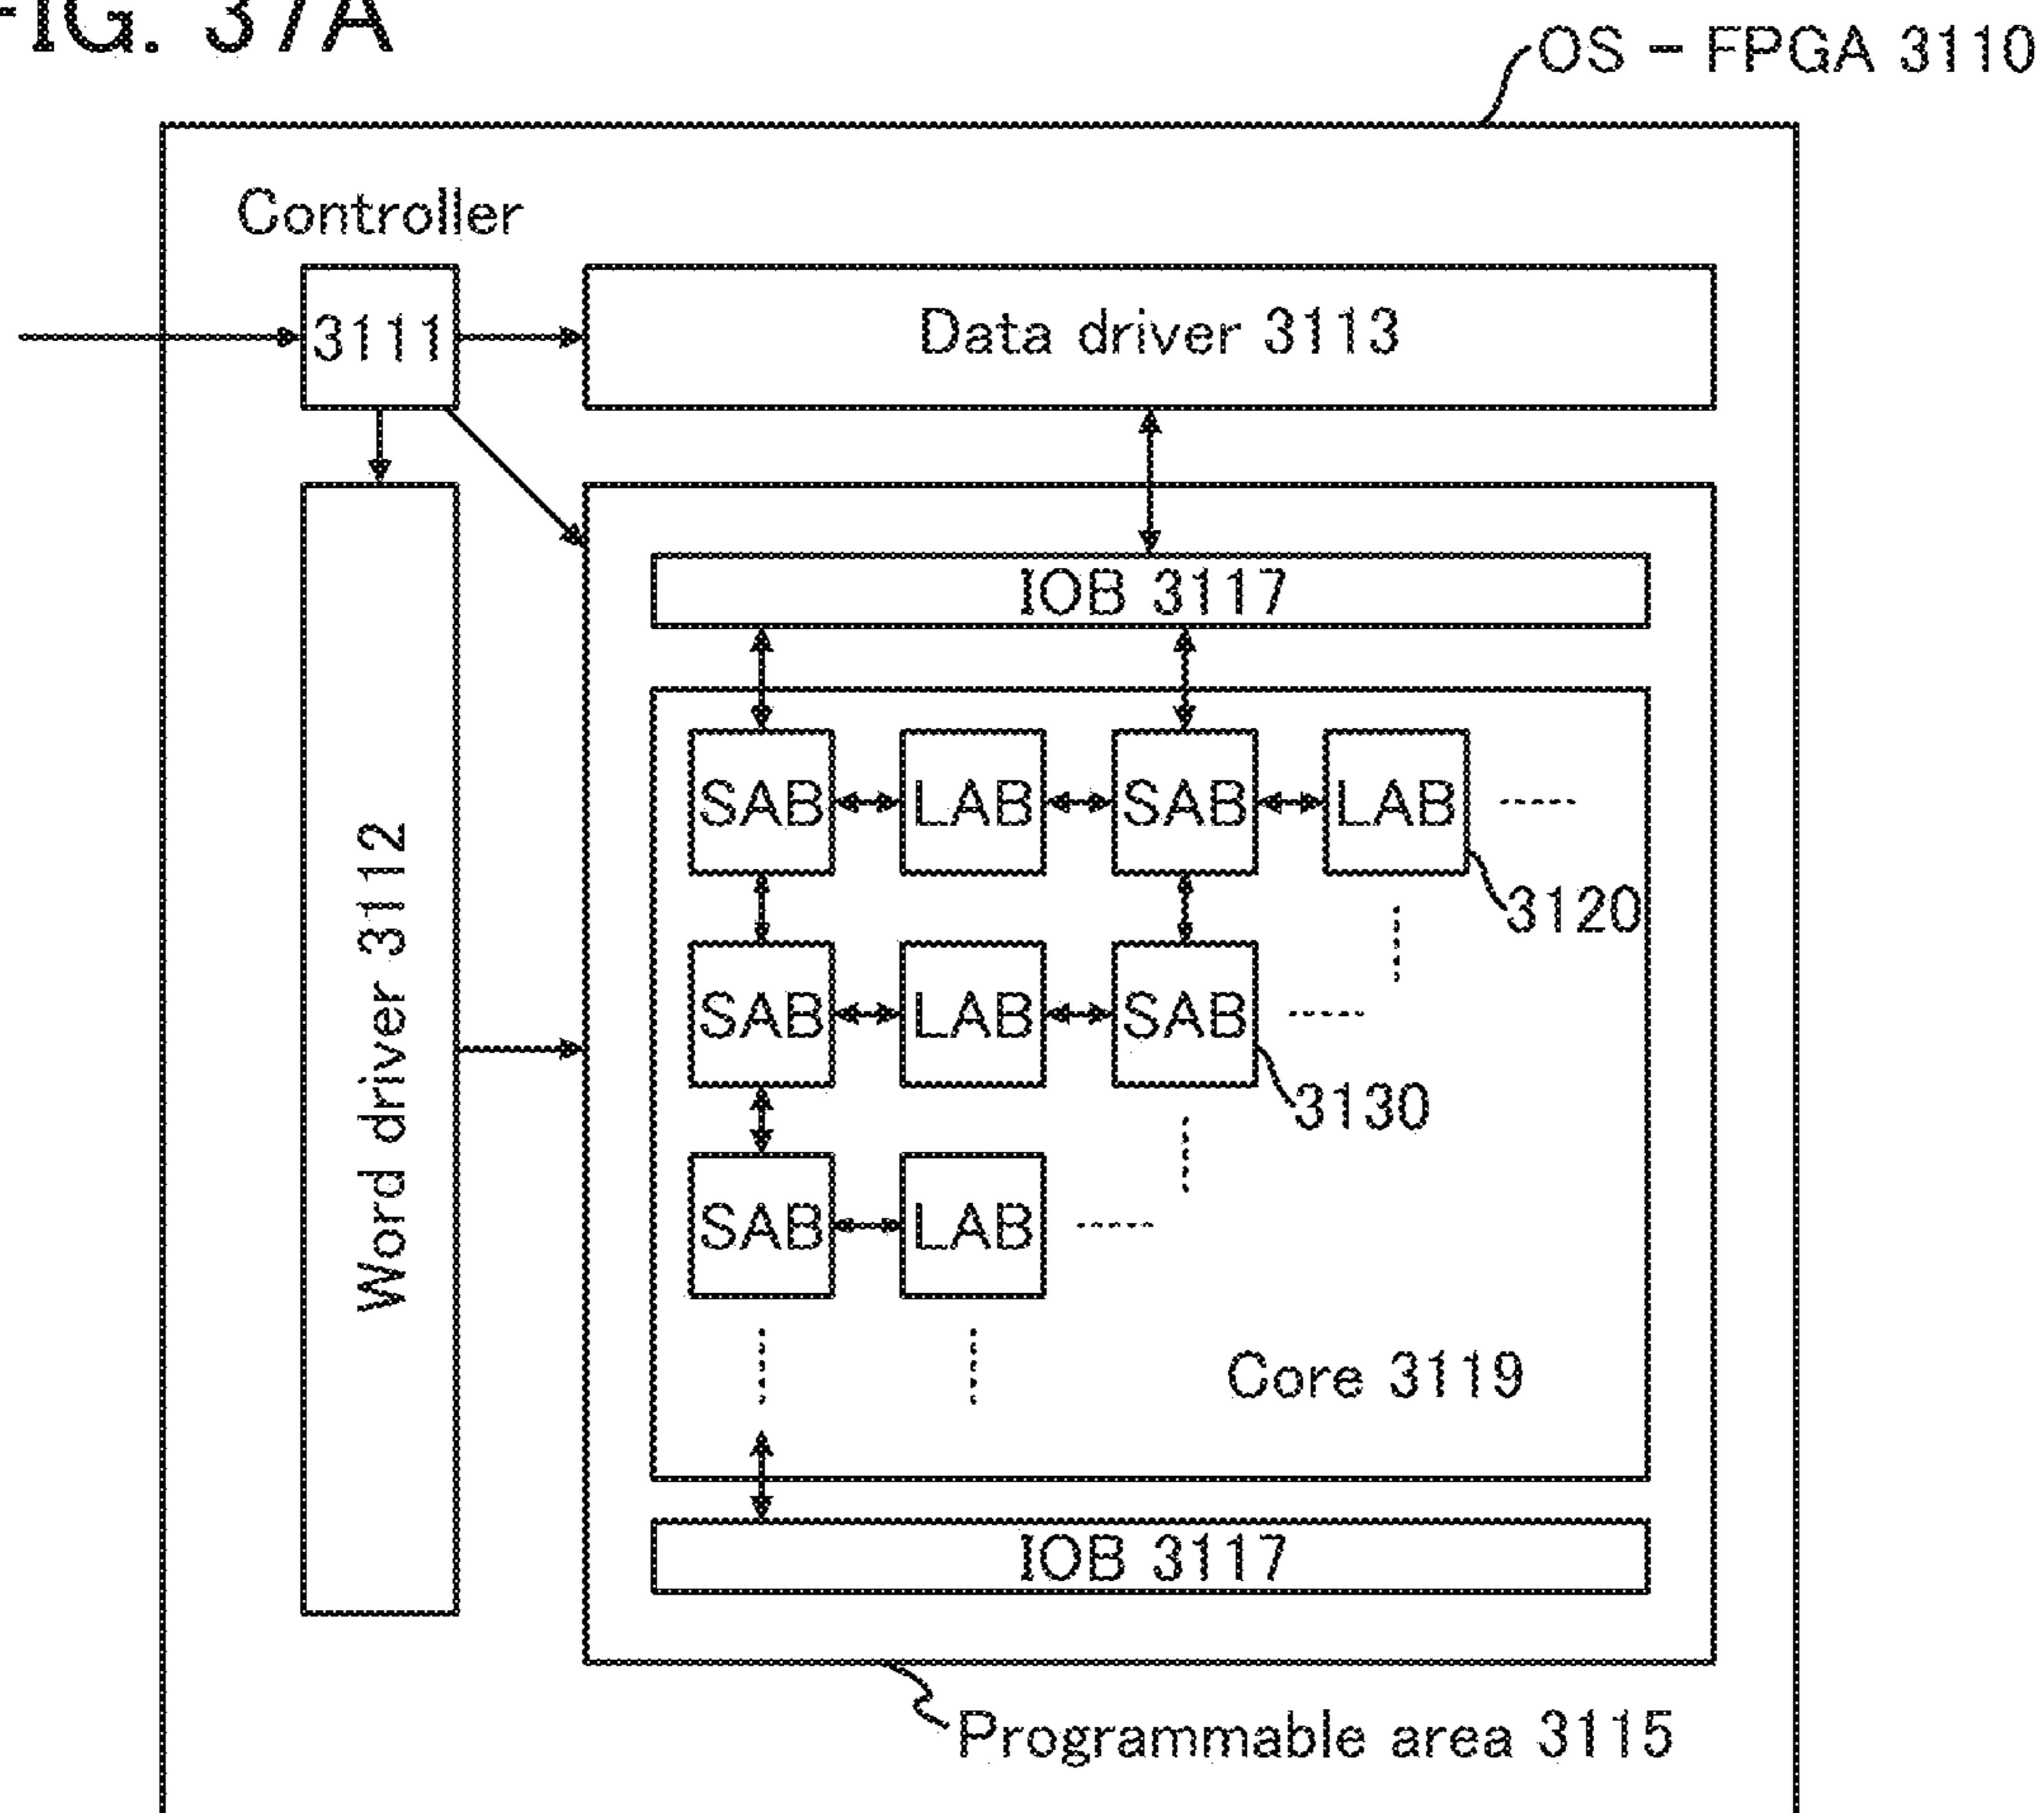 FIG. 37A
OS - FPGA 3110
Controller
3111
Data driver 3113
Word driver 3112
IOB 3117
SAB LAB SAB LAB
3120
SAB LAB SAB
3130
SAB LAB
Core 3119
IOB 3117
Programmable area 3115